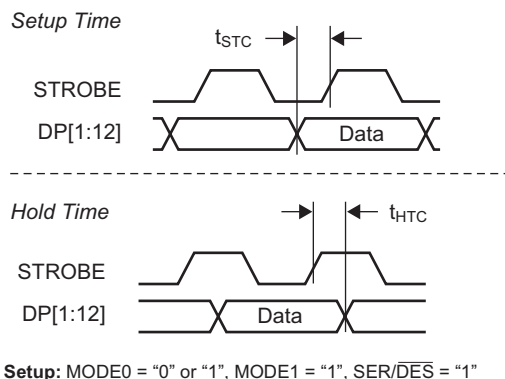 Setup Time
tSTC
STROBE
DP[1:12]
Data
Hold Time
tHTC
STROBE
DP[1:12]
Data
Setup: MODE0 = “0” or “1”, MODE1 = “1”, SER/D̅E̅S̅ = “1”